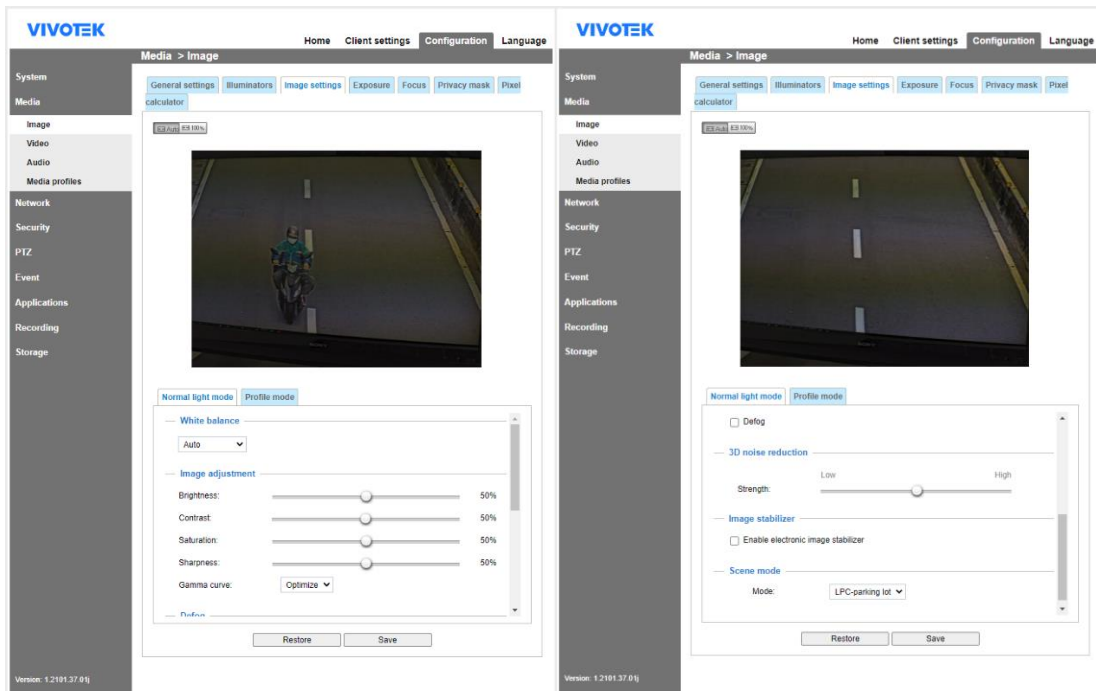 VIVOTEK
Home Client settings Configuration Language
Media > Image
System
Media
Image
Video
Audio
Media profiles
Network
Security
PTZ
Event
Applications
Recording
Storage
Version: 1.2101.37.01j
General settings Illuminators Image settings Exposure Focus Privacy mask Pixel
calculator
Auto 100%
Normal light mode Profile mode
White balance
Auto
Image adjustment
Brightness: 50%
Contrast: 50%
Saturation: 50%
Sharpness: 50%
Gamma curve: Optimize
Defog
Restore Save
VIVOTEK
Home Client settings Configuration Language
Media > Image
System
Media
Image
Video
Audio
Media profiles
Network
Security
PTZ
Event
Applications
Recording
Storage
Version: 1.2101.37.01j
General settings Illuminators Image settings Exposure Focus Privacy mask Pixel
calculator
Auto 100%
Normal light mode Profile mode
Defog
3D noise reduction
Low High
Strength:
Image stabilizer
Enable electronic image stabilizer
Scene mode
Mode: LPC-parking lot
Restore Save